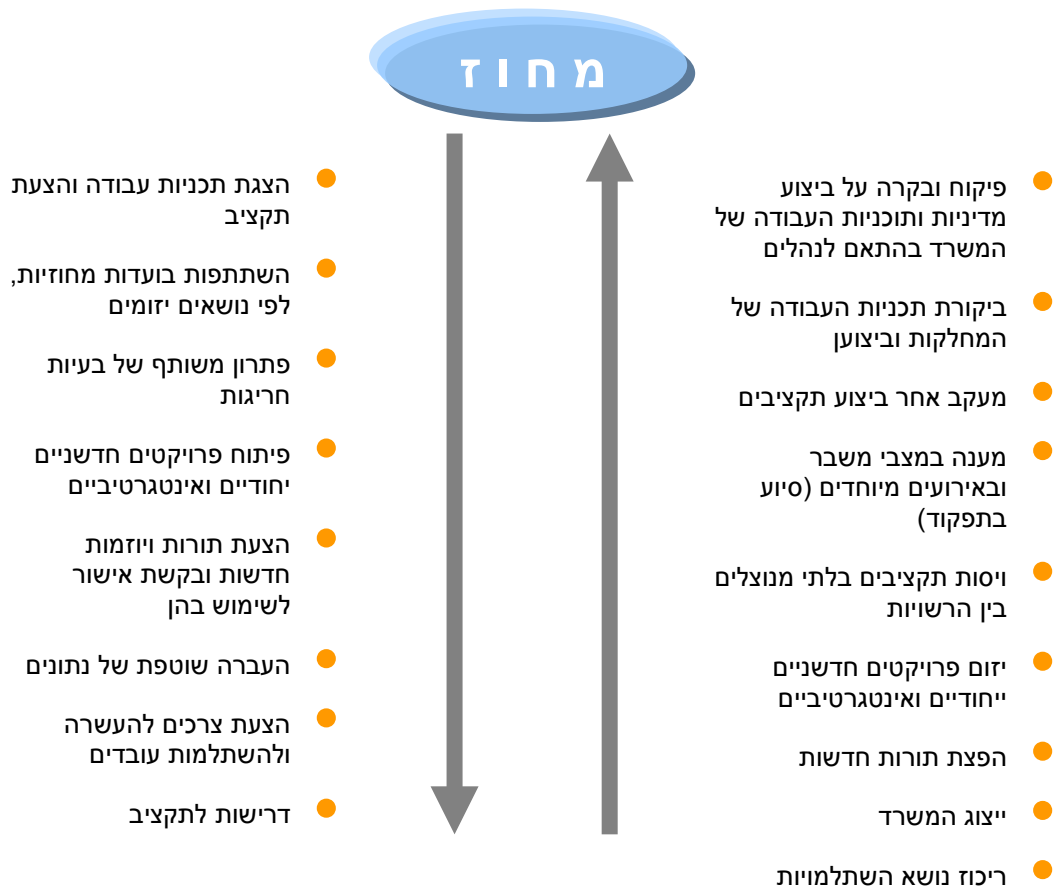 מחוז
פיקוח ובקרה על ביצוע
מדיניות ותוכניות העבודה של
המשרד בהתאם לנהלים
ביקורת תכניות העבודה של
המחלקות וביצוען
מעקב אחר ביצוע תקציבים
מענה במצבי משבר
ובאירועים מיוחדים (סיוע
בתפקוד)
ויסות תקציבים בלתי מנוצלים
בין הרשויות
יזום פרויקטים חדשניים
ייחודיים ואינטגרטיביים
הפצת תורות חדשות
ייצוג המשרד
ריכוז נושא השתלמויות
הצגת תכניות עבודה והצעת
תקציב
השתתפות בועדות מחוזיות,
לפי נושאים יזומים
פתרון משותף של בעיות
חריגות
פיתוח פרויקטים חדשניים
יחודיים ואינטגרטיביים
הצעת תורות ויוזמות
חדשות ובקשת אישור
לשימוש בהן
העברה שוטפת של נתונים
הצעת צרכים להעשרה
ולהשתלמות עובדים
דרישות לתקציב